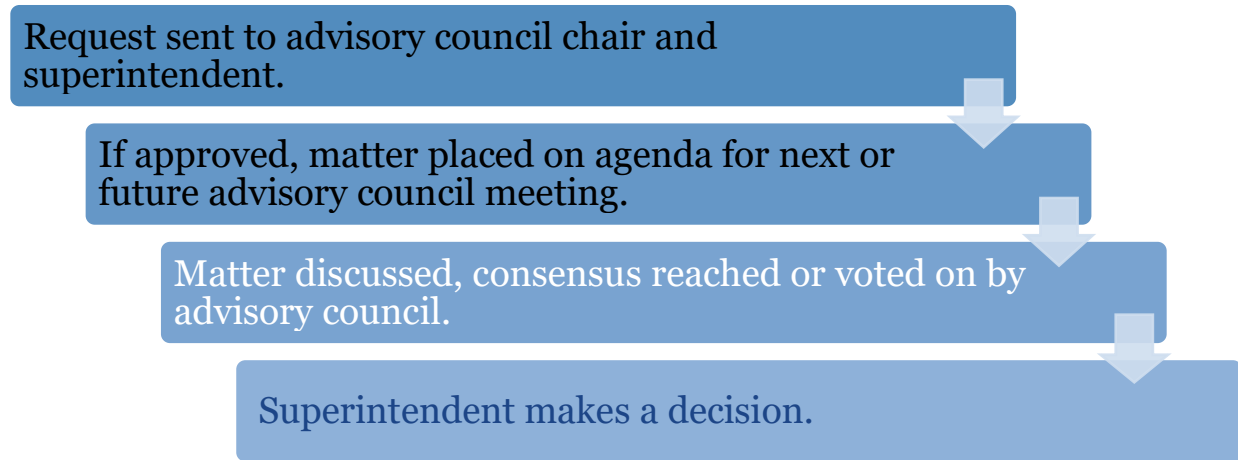 Request sent to advisory council chair and
superintendent.
If approved, matter placed on agenda for next or
future advisory council meeting.
Matter discussed, consensus reached or voted on by
advisory council.
Superintendent makes a decision.